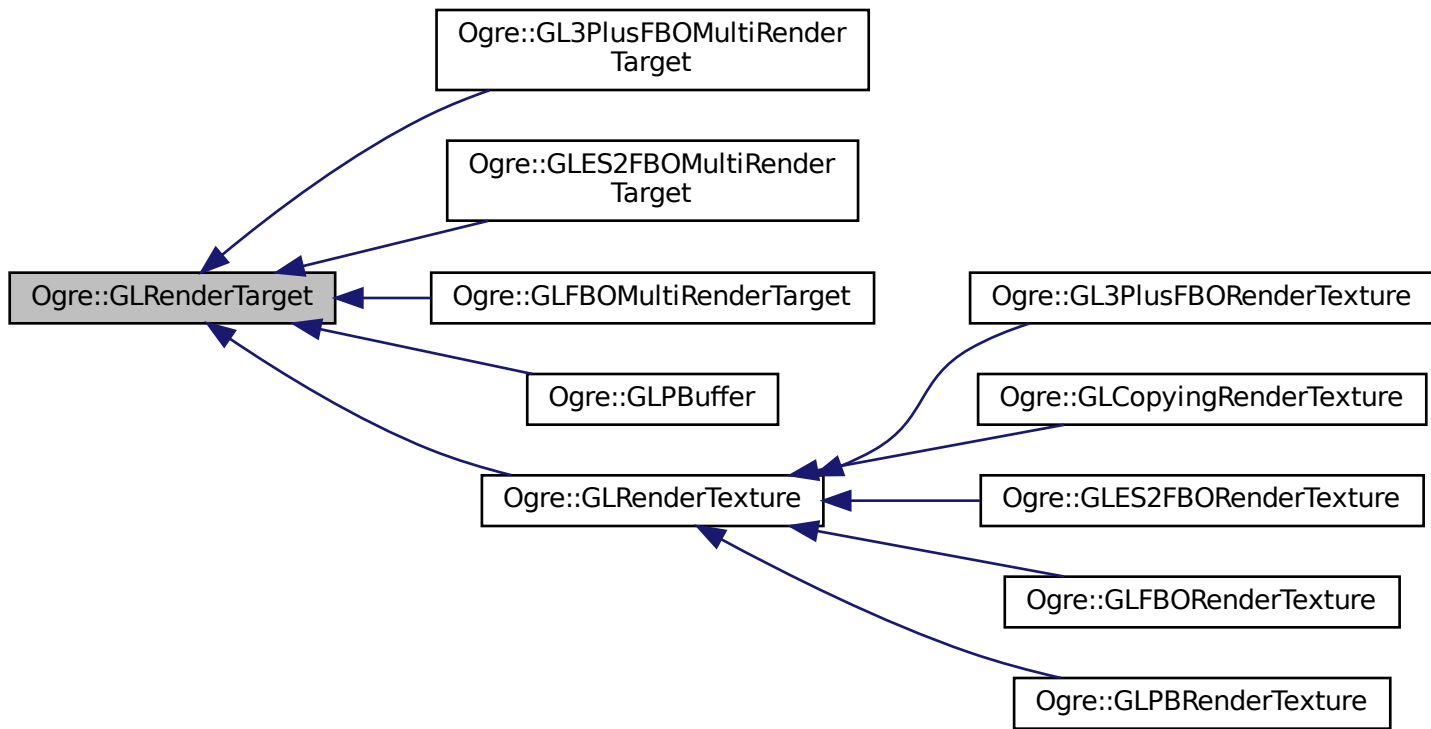 Ogre::GL3PlusFBOMultiRender
Target
Ogre::GLES2FBOMultiRender
Target
Ogre::GLRenderTarget
Ogre::GLFBOMultiRenderTarget
Ogre::GL3PlusFBORenderTexture
Ogre::GLPBuffer
Ogre::GLCopyingRenderTexture
Ogre::GLRenderTexture
Ogre::GLES2FBORenderTexture
Ogre::GLFBORenderTexture
Ogre::GLPBRenderTexture